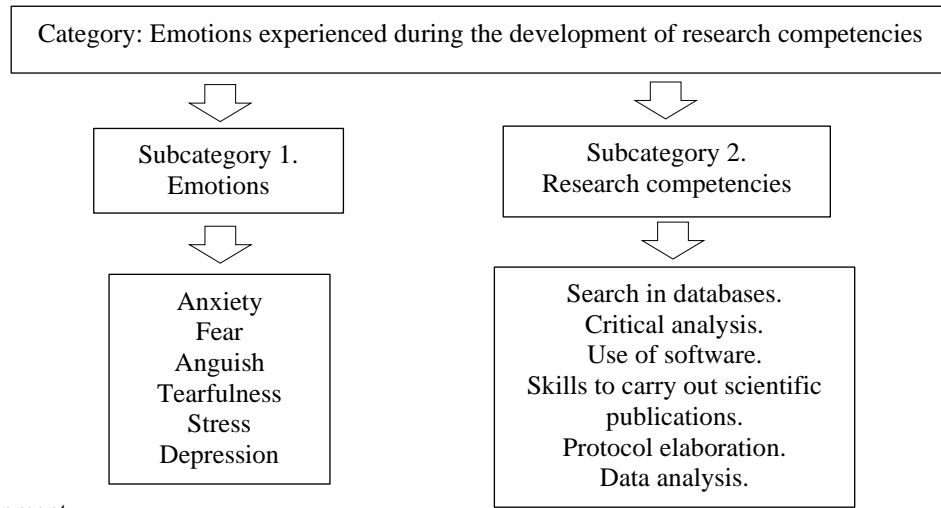 Category: Emotions experienced during the development of research competencies
Subcategory 1.
Emotions
Subcategory 2.
Research competencies
Anxiety
Fear
Anguish
Tearfulness
Stress
Depression
Search in databases.
Critical analysis.
Use of software.
Skills to carry out scientific
publications.
Protocol elaboration.
Data analysis.